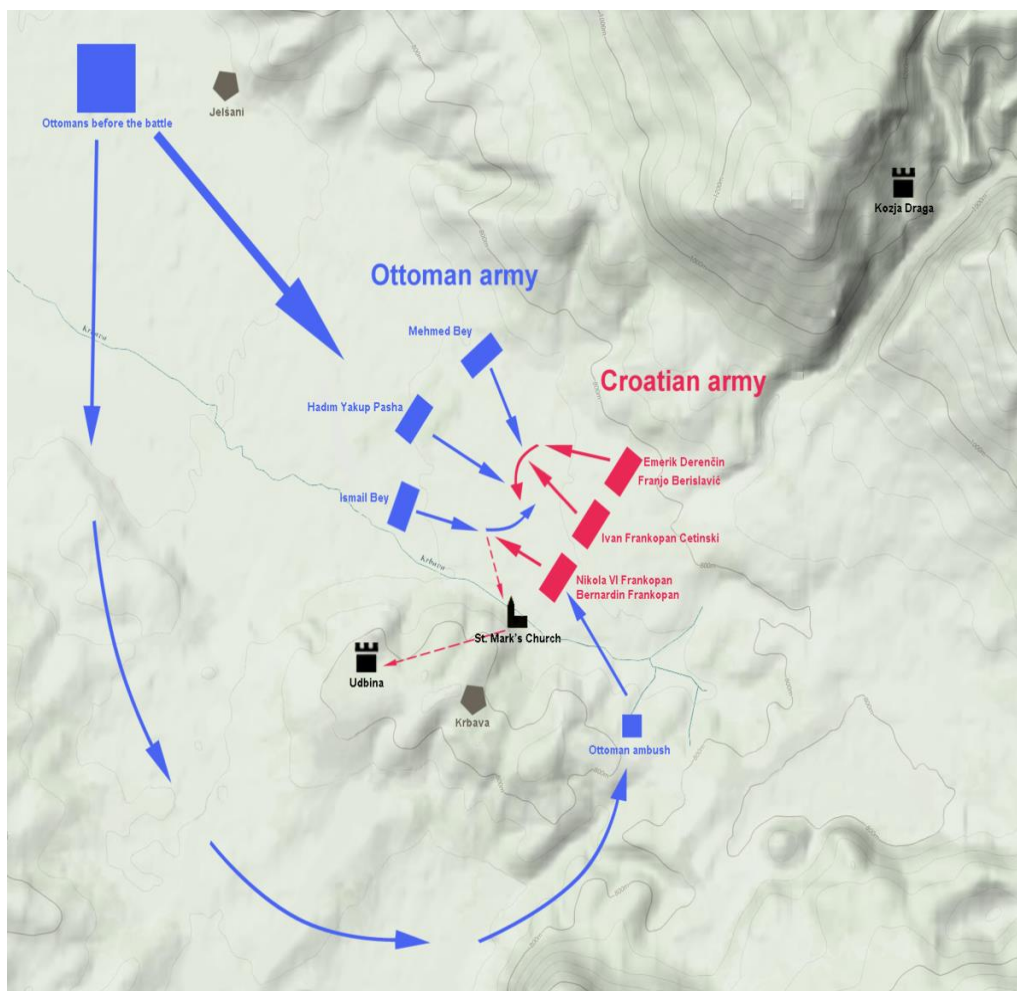 Jelšani
Ottomans before the battle
Kozja Draga
Ottoman army
Krbava
Mehmed Bey
Croatian army
Hadım Yakup Pasha
Emerik Derenčin
Franjo Berislavić
Ismail Bey
Ivan Frankopan Cetinski
Krbava
Nikola VI Frankopan
Bernardin Frankopan
St. Mark's Church
Udbina
Krbava
Ottoman ambush